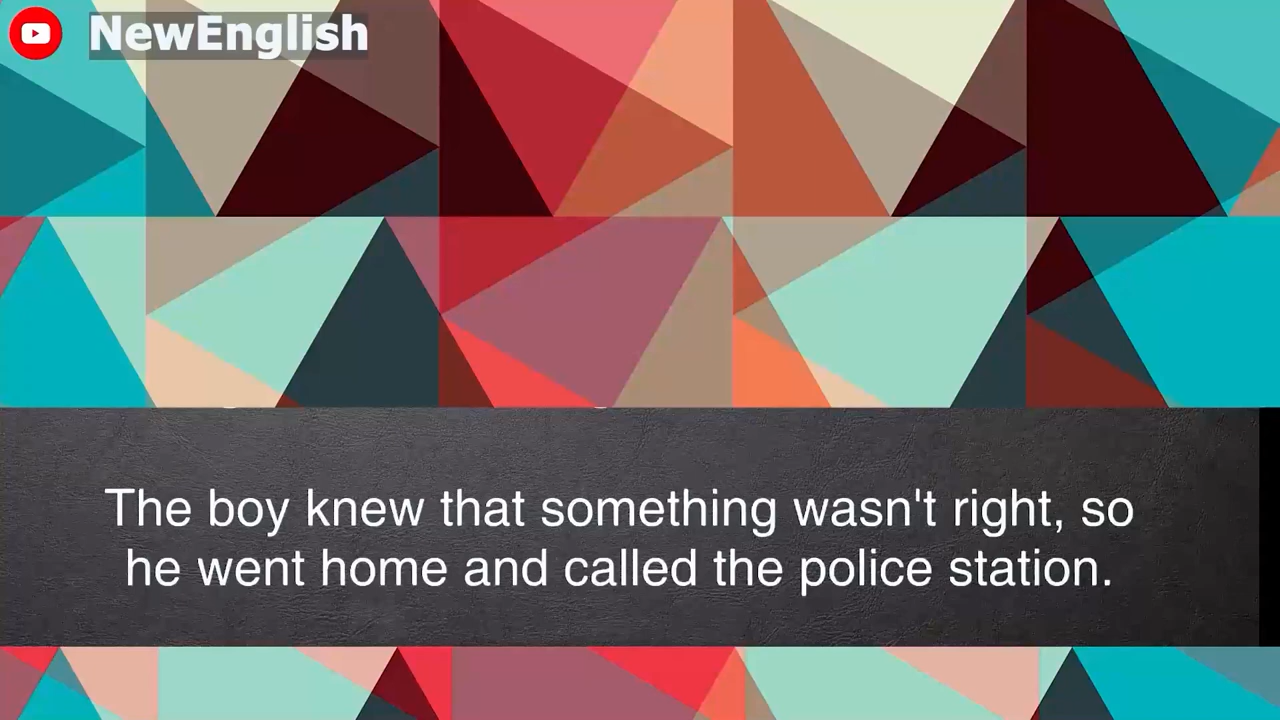 NewEnglish
The boy knew that something wasn't right, so
he went home and called the police station.